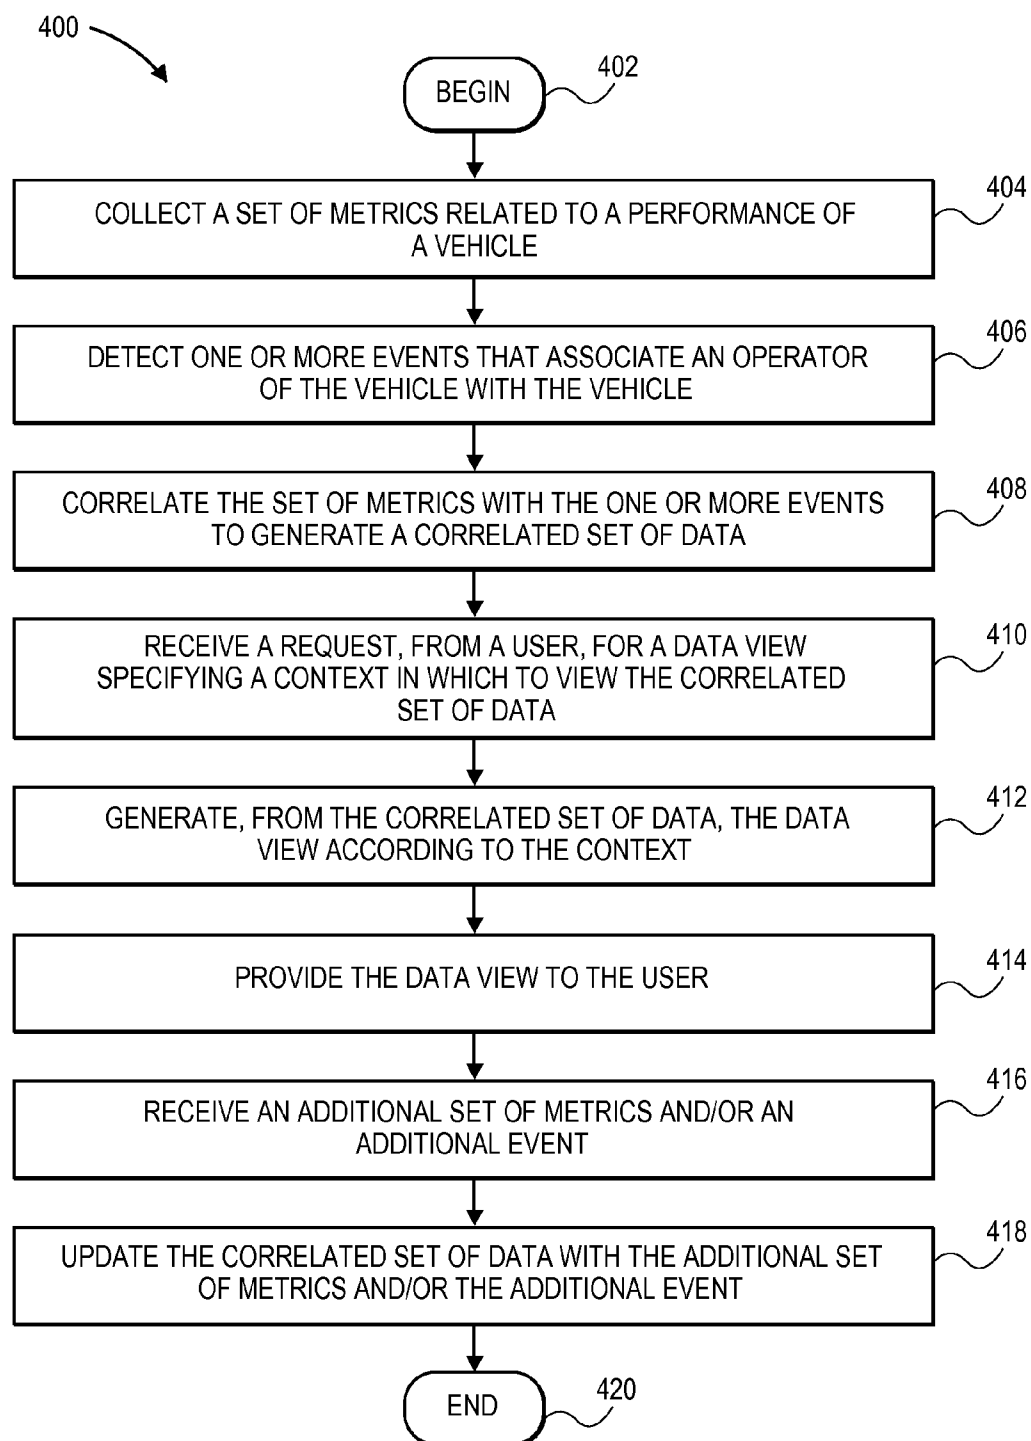 400
BEGIN
402
COLLECT A SET OF METRICS RELATED TO A PERFORMANCE OF
A VEHICLE
404
DETECT ONE OR MORE EVENTS THAT ASSOCIATE AN OPERATOR
OF THE VEHICLE WITH THE VEHICLE
406
CORRELATE THE SET OF METRICS WITH THE ONE OR MORE EVENTS
TO GENERATE A CORRELATED SET OF DATA
408
RECEIVE A REQUEST, FROM A USER, FOR A DATA VIEW
SPECIFYING A CONTEXT IN WHICH TO VIEW THE CORRELATED
SET OF DATA
410
GENERATE, FROM THE CORRELATED SET OF DATA, THE DATA
VIEW ACCORDING TO THE CONTEXT
412
PROVIDE THE DATA VIEW TO THE USER
414
RECEIVE AN ADDITIONAL SET OF METRICS AND/OR AN
ADDITIONAL EVENT
416
UPDATE THE CORRELATED SET OF DATA WITH THE ADDITIONAL SET
OF METRICS AND/OR THE ADDITIONAL EVENT
418
END
420